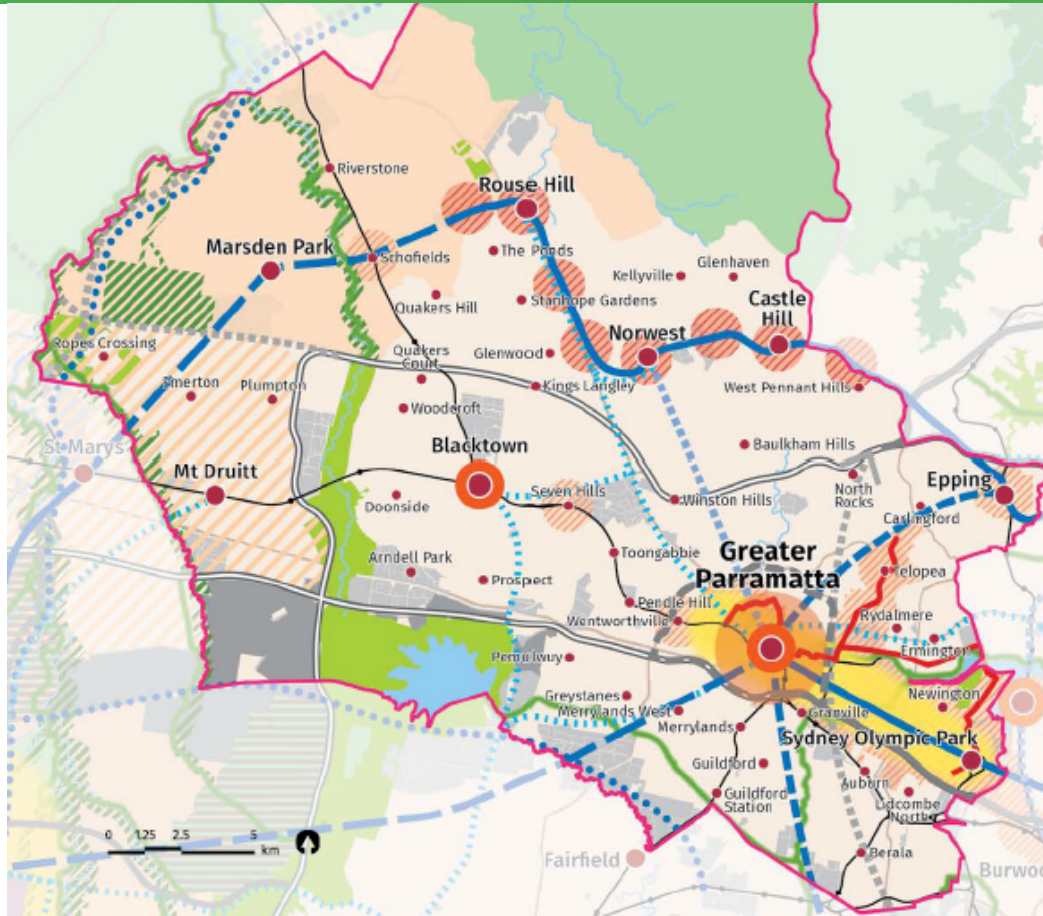 Riverstone
Rouse Hill
Marsden Park
Schofields
The Ponds
Kellyville
Glenhaven
Quakers Hill
Stanhope Gardens
Castle
Hill
Norwest
Ropes Crossing
Quakers
Court
Glenwood
Emerton
Plumpton
Kings Langley
West Pennant Hills
Woodcroft
St Marys
Blacktown
Baulkham Hills
Mt Druitt
Epping
Seven Hills
North
Rocks
Doonside
Winston Hills
Carlingford
Arndell Park
Toongabbie
Greater
Parramatta
Telopea
Prospect
Pendle Hill
Wentworthville
Rydalmere
Ermington
Pemulwuy
Newington
Greystanes
Merrylands West
Granville
Merrylands
Sydney Olympic Park
Guildford
Auburn
Guildford
Station
Lidcombe
North
0 1.25 2.5 5
km
Berala
Fairfield
Burwoo